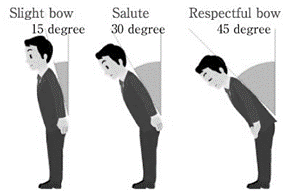 Slight bow
15 degree
Salute
30 degree
Respectful bow
45 degree